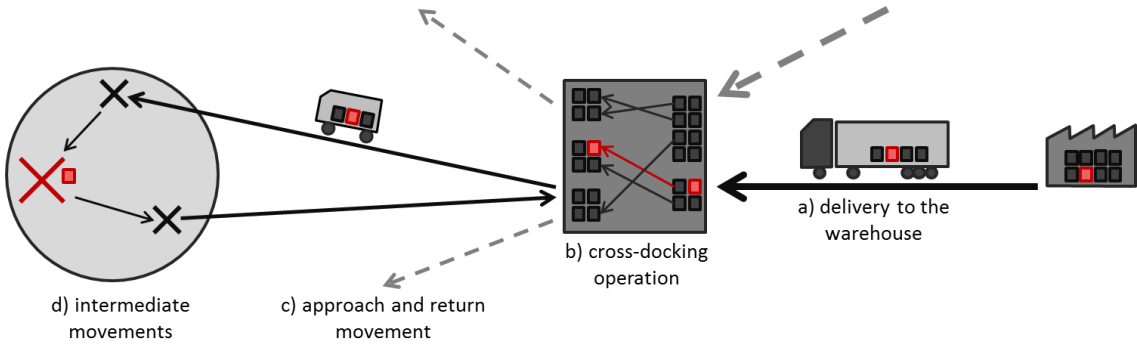 a) delivery to the
warehouse
b) cross-docking
operation
c) approach and return
movement
d) intermediate
movements